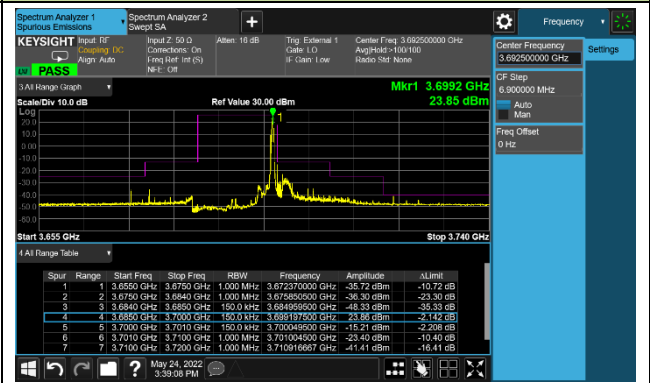 Spectrum Analyzer 1
Spurious Emissions
Spectrum Analyzer 2
Swept SA
Frequency
KEYSIGHT
Input: RF
Coupling: DC
Align: Auto
Input Z: 50 Ω
Corrections: On
Freq Ref: Int (S)
NFE: Off
Atten: 10 dB
Trig: External 1
Gate: LO
IF Gain: Low
Center Freq: 3.692500000 GHz
Avg|Hold:>100/100
Radio Std: None
LXI
PASS
Center Frequency
3.692500000 GHz
Settings
CF Step
6.900000 MHz
Auto
Man
Freq Offset
0 Hz
3 All Range Graph
Mkr1 3.6992 GHz
Scale/Div 10.0 dB
Ref Value 30.00 dBm
23.85 dBm
Log
20.0
10.0
0.00
-10.0
-20.0
-30.0
-40.0
-50.0
-60.0
1
Start 3.655 GHz
Stop 3.740 GHz
4 All Range Table
Spur Range Start Freq Stop Freq RBW Frequency Amplitude ΔLimit
1 1 3.6550 GHz 3.6750 GHz 1.000 MHz 3.672370000 GHz -35.72 dBm -10.72 dB
2 2 3.6750 GHz 3.6840 GHz 1.000 MHz 3.675850500 GHz -36.30 dBm -23.30 dB
3 3 3.6840 GHz 3.6850 GHz 150.0 kHz 3.684959500 GHz -48.33 dBm -35.33 dB
4 4 3.6850 GHz 3.7000 GHz 150.0 kHz 3.699197500 GHz 23.86 dBm -2.142 dB
5 5 3.7000 GHz 3.7010 GHz 150.0 kHz 3.700049500 GHz -15.21 dBm -2.208 dB
6 6 3.7010 GHz 3.7100 GHz 1.000 MHz 3.701004500 GHz -23.40 dBm -10.40 dB
7 7 3.7100 GHz 3.7200 GHz 1.000 MHz 3.710916667 GHz -41.41 dBm -16.41 dB
May 24, 2022
3:39:08 PM